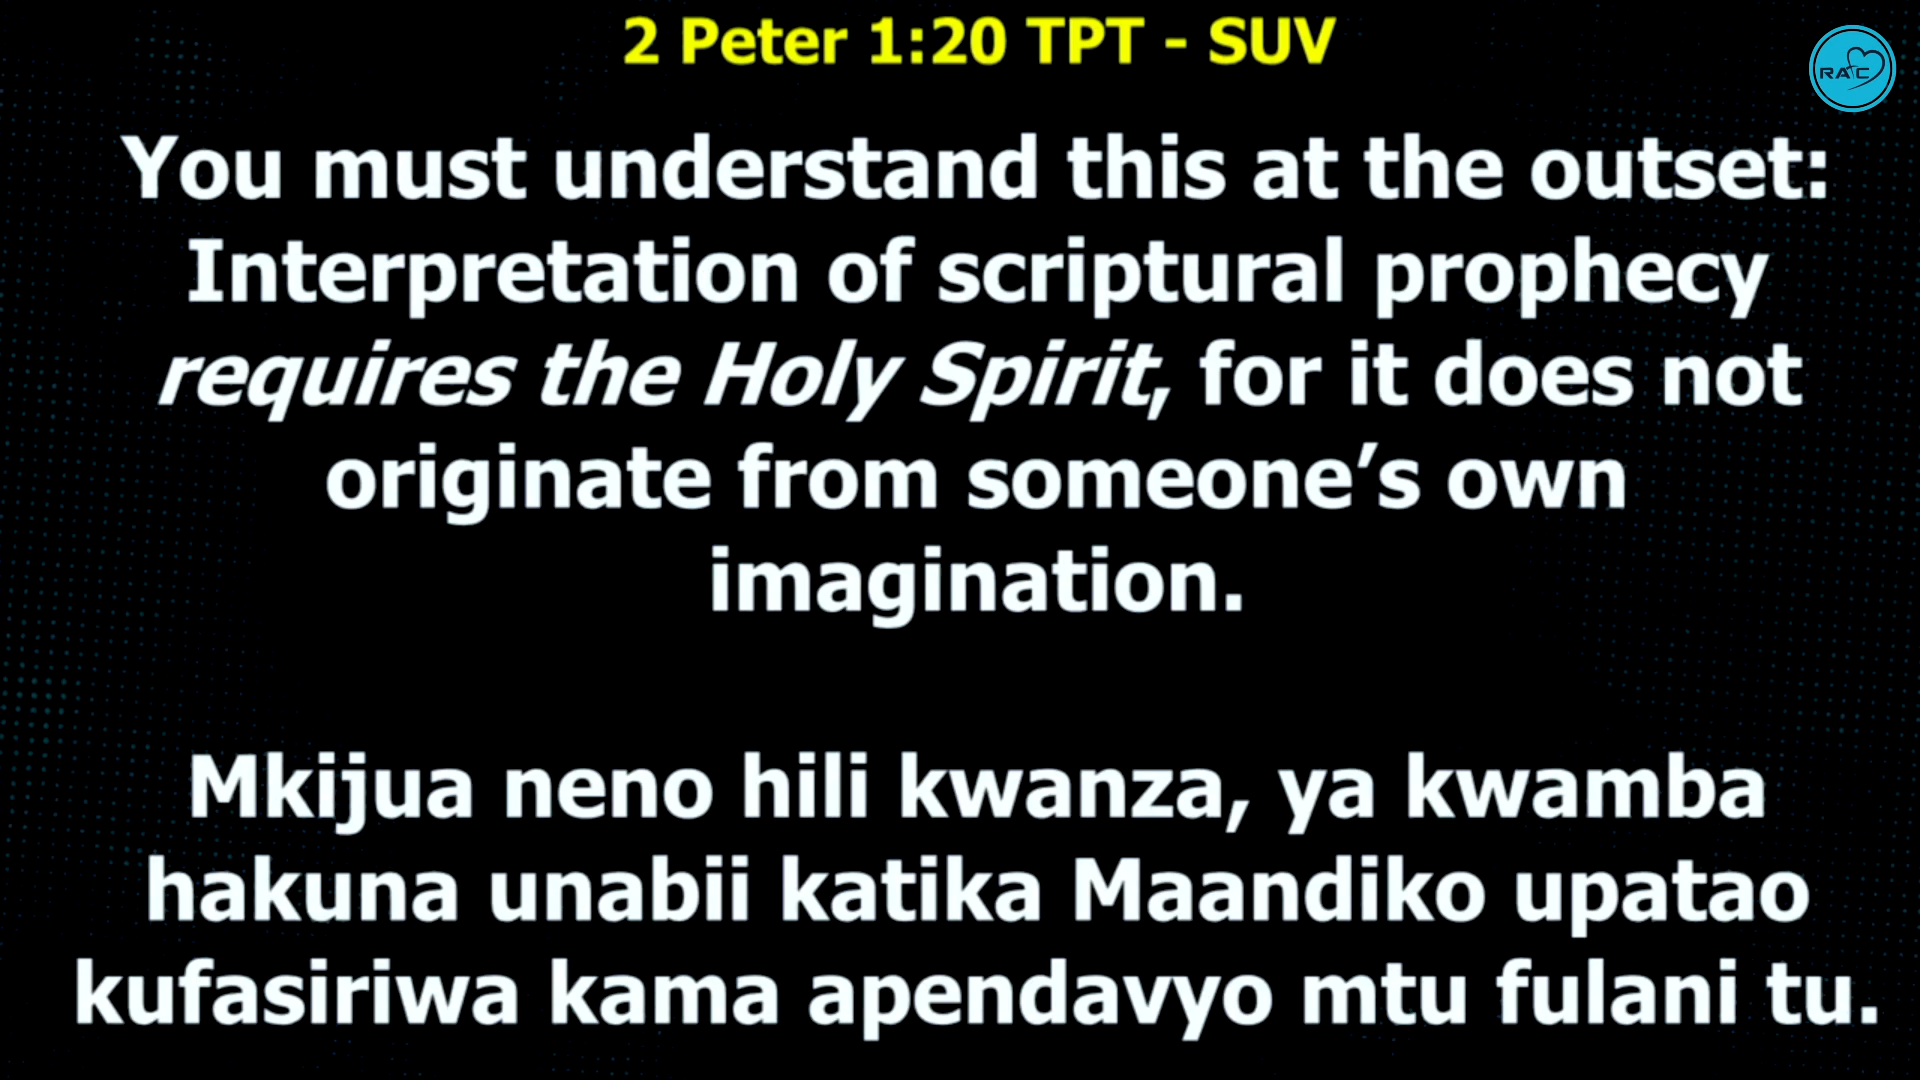 2 Peter 1:20 TPT - SUV
RAC
You must understand this at the outset:
Interpretation of scriptural prophecy
requires the Holy Spirit, for it does not
originate from someone’s own
imagination.
Mkijua neno hili kwanza, ya kwamba
hakuna unabii katika Maandiko upatao
kufasiriwa kama apendavyo mtu fulani tu.